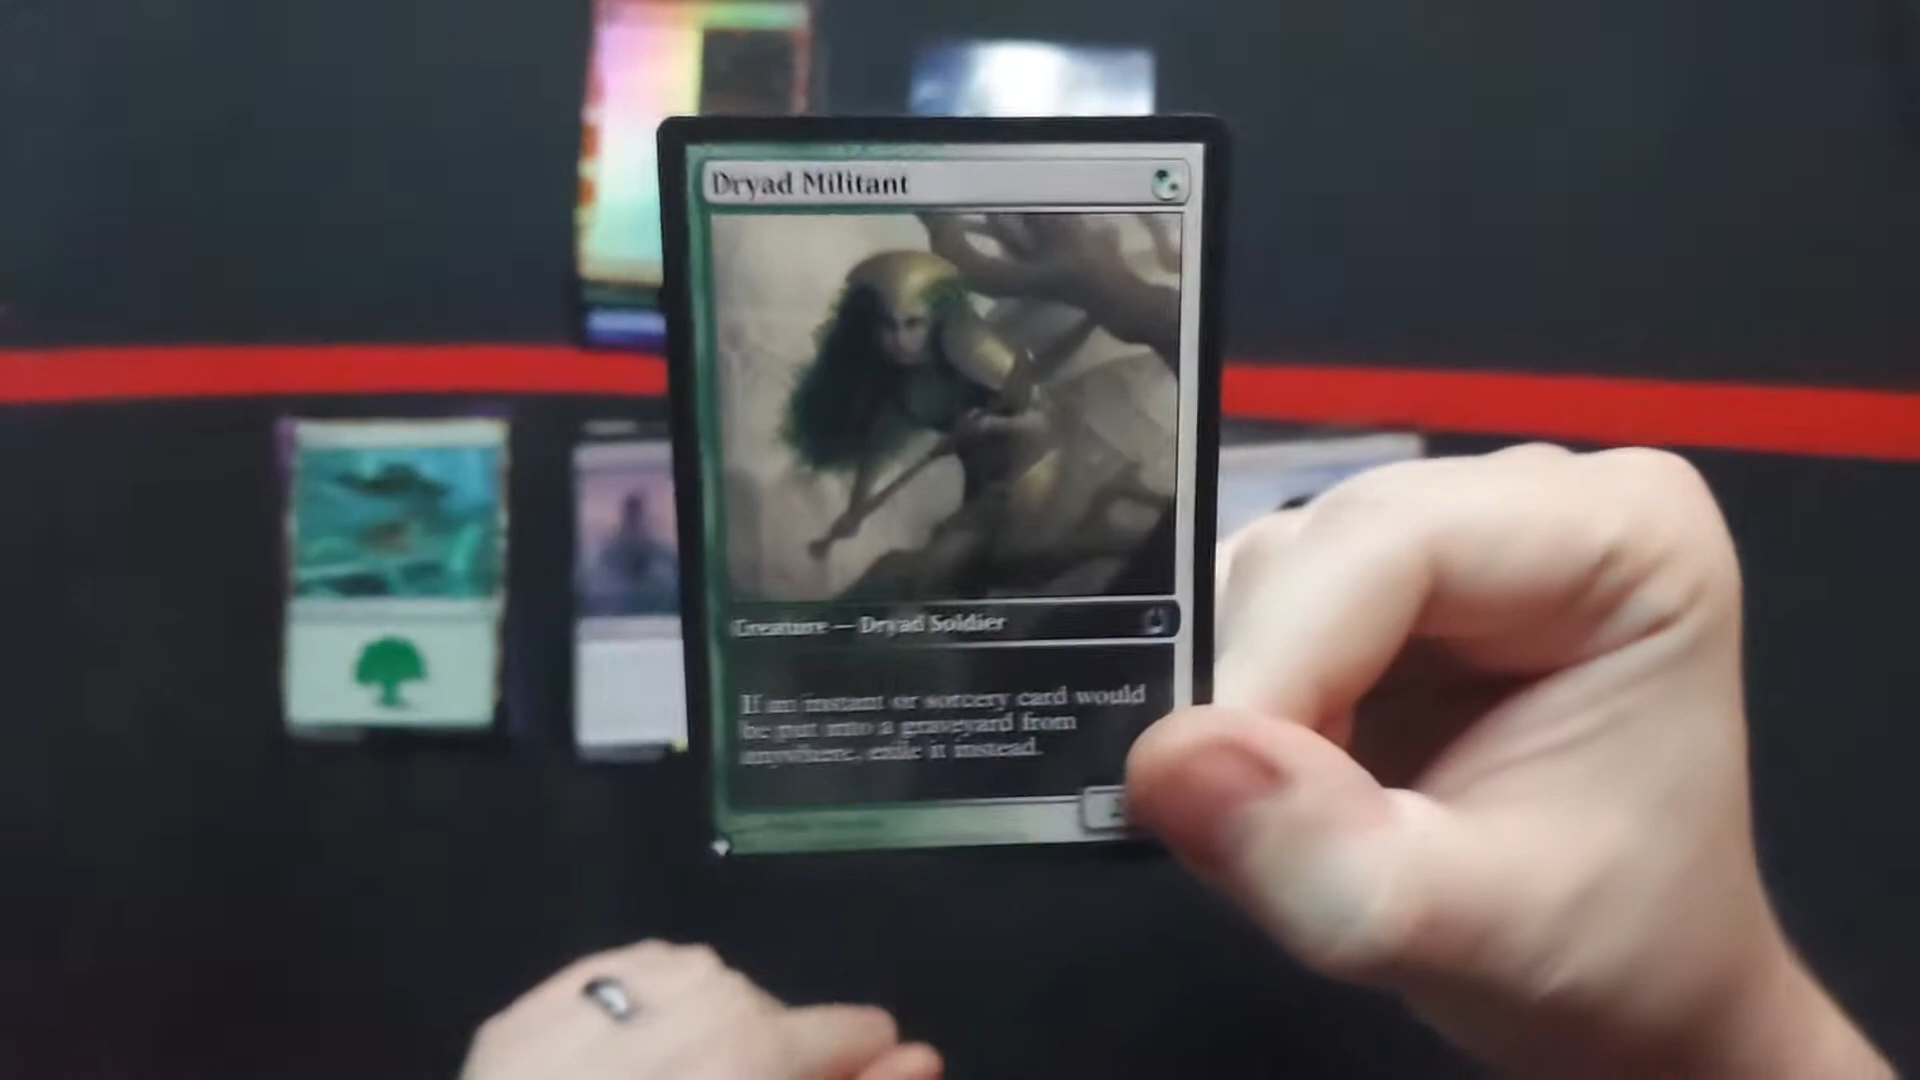 Dryad Militant
Creature — Dryad Soldier
If an instant or sorcery card would
be put into a graveyard from
anywhere, exile it instead.